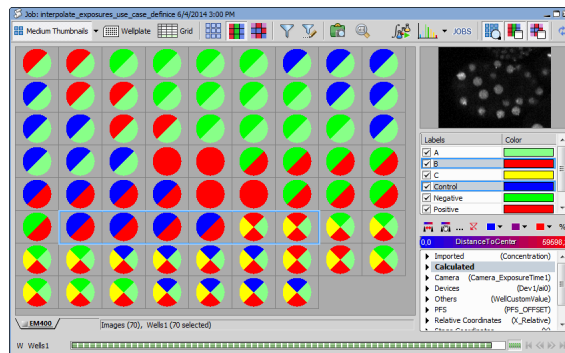 Job: interpolate_exposures_use_case_definice 6/4/2014 3:00 PM
Medium Thumbnails Wellplate Grid JOBS
Labels Color
A
B
C
Control
Negative
Positive
0,0 DistanceToCenter 59698,
Imported (Concentration)
Calculated
Camera (Camera_ExposureTime1)
Devices (Dev1/ai0)
Others (WellCustomValue)
PFS (PFS_OFFSET)
Relative Coordinates (X_Relative)
EM400 Images (70), Wells1 (70 selected)
W Wells1